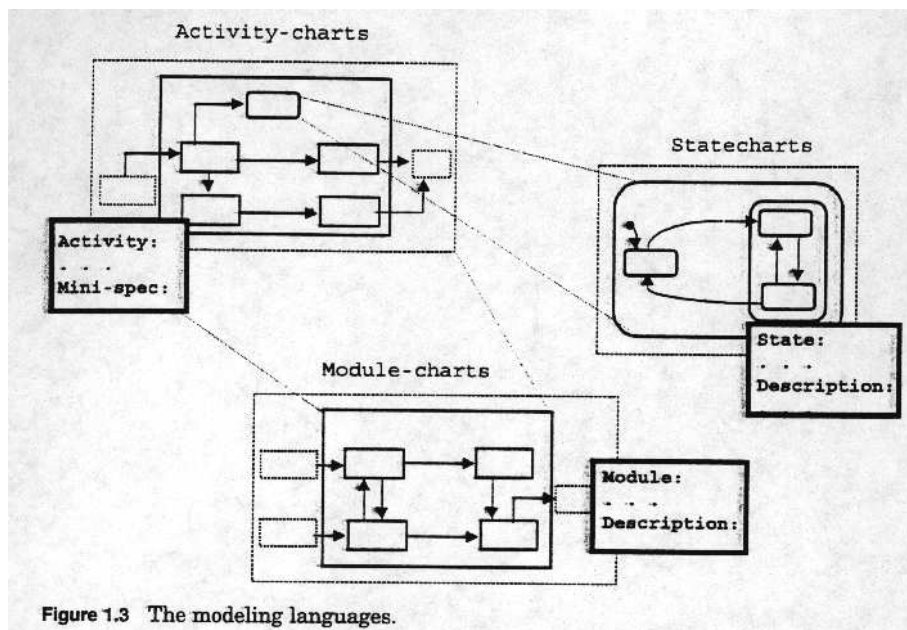 Activity-charts
Statecharts
Activity:
. . .
Mini-spec:
State:
. . .
Description:
Module-charts
Module:
. . .
Description:
Figure 1.3 The modeling languages.